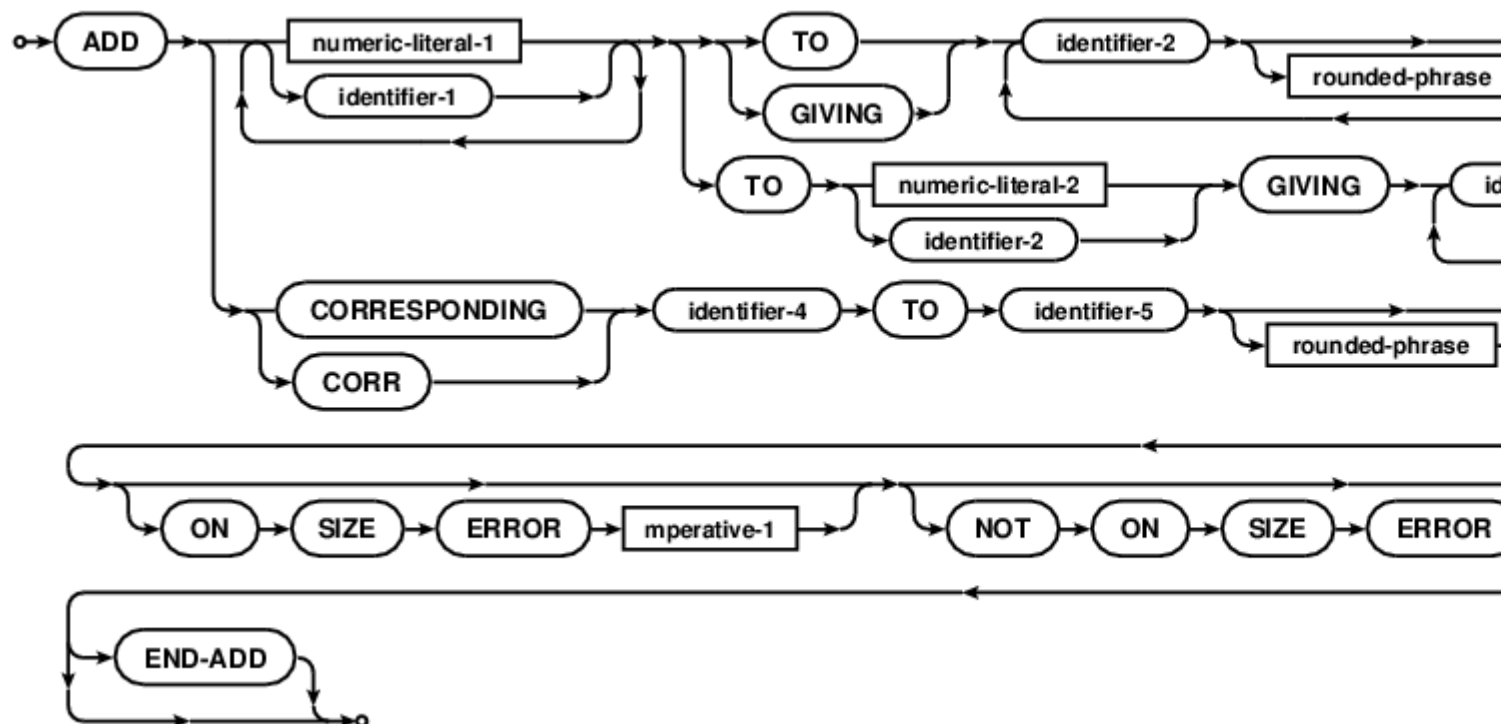 ADD numeric-literal-1 TO identifier-2
identifier-1 GIVING rounded-phrase
TO numeric-literal-2 GIVING
identifier-2
CORRESPONDING identifier-4 TO identifier-5
CORR rounded-phrase
ON SIZE ERROR mperative-1 NOT ON SIZE ERROR
END-ADD